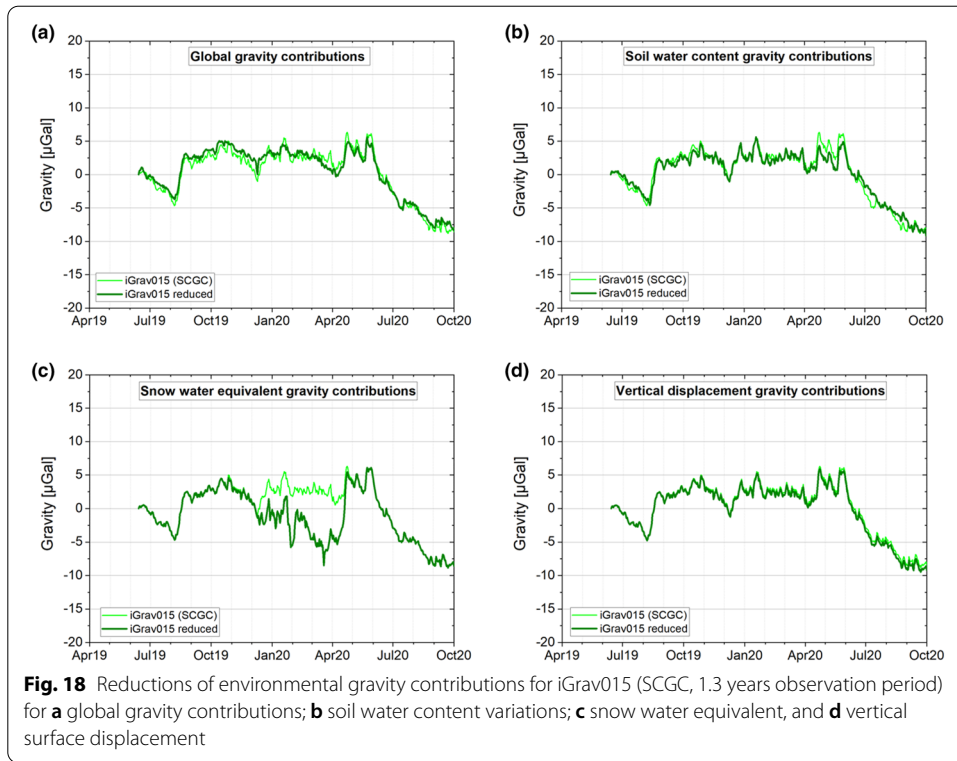 (a)
Global gravity contributions
Gravity [µGal]
20
15
10
5
0
-5
-10
-15
-20
iGrav015 (SCGC)
iGrav015 reduced
Apr19 Jul19 Oct19 Jan20 Apr20 Jul20 Oct20
(b)
Soil water content gravity contributions
Gravity [µGal]
20
15
10
5
0
-5
-10
-15
-20
iGrav015 (SCGC)
iGrav015 reduced
Apr19 Jul19 Oct19 Jan20 Apr20 Jul20 Oct20
(c)
Snow water equivalent gravity contributions
Gravity [µGal]
20
15
10
5
0
-5
-10
-15
-20
iGrav015 (SCGC)
iGrav015 reduced
Apr19 Jul19 Oct19 Jan20 Apr20 Jul20 Oct20
(d)
Vertical displacement gravity contributions
Gravity [µGal]
20
15
10
5
0
-5
-10
-15
-20
iGrav015 (SCGC)
iGrav015 reduced
Apr19 Jul19 Oct19 Jan20 Apr20 Jul20 Oct20
Fig. 18 Reductions of environmental gravity contributions for iGrav015 (SCGC, 1.3 years observation period)
for a global gravity contributions; b soil water content variations; c snow water equivalent, and d vertical
surface displacement